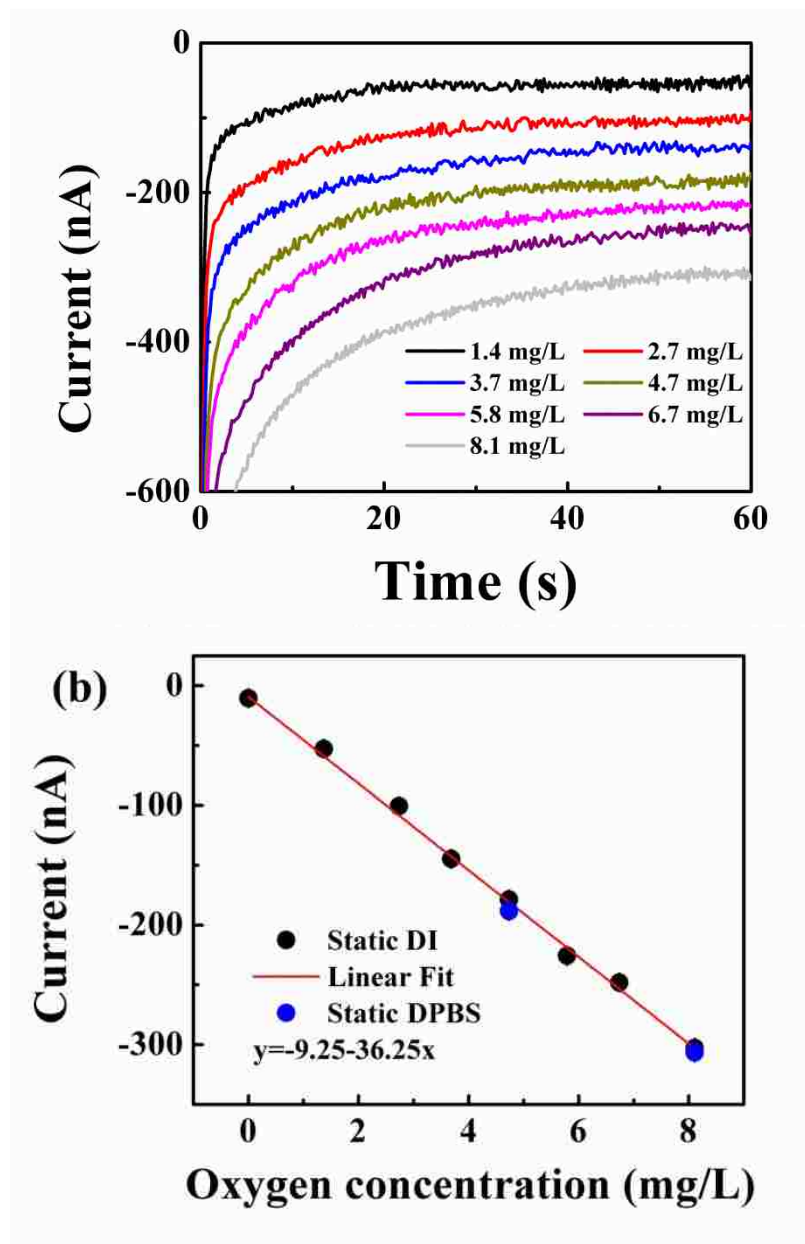 0
-200
-400
-600
Current (nA)
1.4 mg/L 2.7 mg/L
3.7 mg/L 4.7 mg/L
5.8 mg/L 6.7 mg/L
8.1 mg/L
0 20 40 60
Time (s)
(b)
0
-100
-200
-300
Current (nA)
Static DI
Linear Fit
Static DPBS
y=-9.25-36.25x
0 2 4 6 8
Oxygen concentration (mg/L)